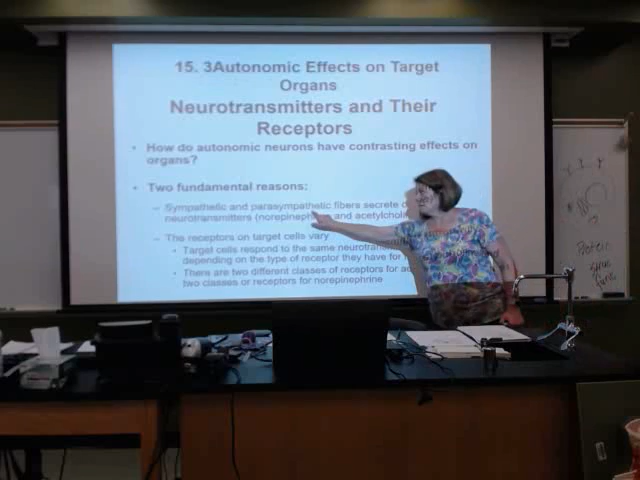 15. 3Autonomic Effects on Target
Organs
Neurotransmitters and Their
Receptors
• How do autonomic neurons have contrasting effects on
organs?
• Two fundamental reasons:
– Sympathetic and parasympathetic fibers secrete
neurotransmitters (norepinephrine and acetylcholine
– The receptors on target cells vary
• Target cells respond to the same
depending on the type of receptor they have for
• There are two different classes of receptors for
two classes or receptors for norepinephrine